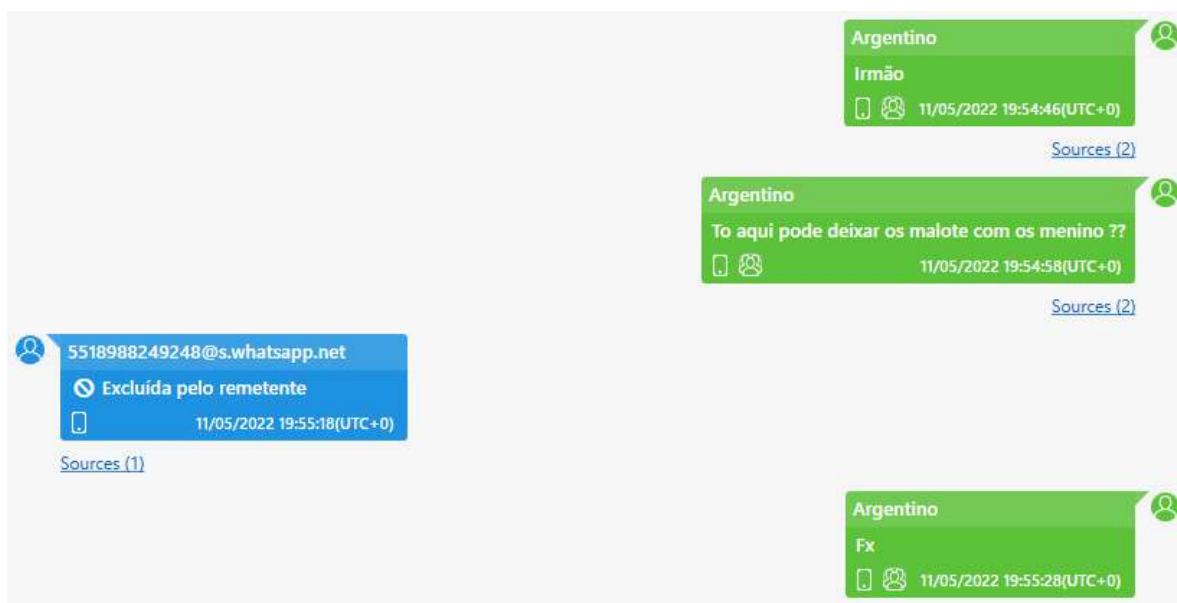 Argentino
Irmão
11/05/2022 19:54:46(UTC+0)
Sources (2)
Argentino
To aqui pode deixar os malote com os menino ??
11/05/2022 19:54:58(UTC+0)
Sources (2)
5518988249248@s.whatsapp.net
Excluída pelo remetente
11/05/2022 19:55:18(UTC+0)
Sources (1)
Argentino
Fx
11/05/2022 19:55:28(UTC+0)